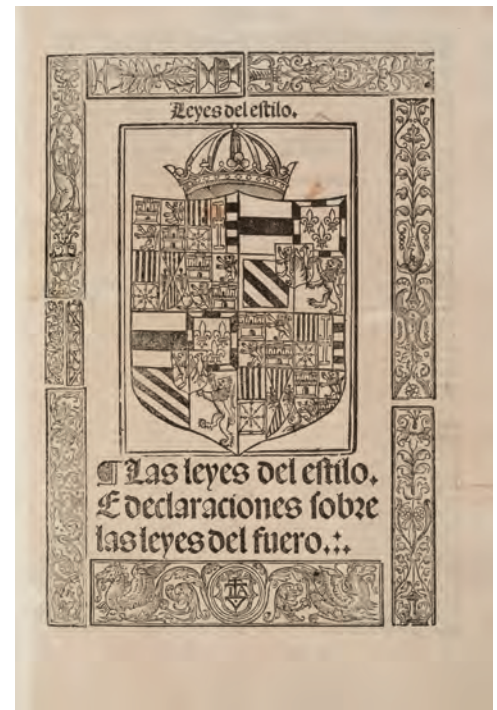 Leyes del eſtilo.
¶ Las leyes del eſtilo.
E declaraciones ſobre
las leyes del fuero.:.